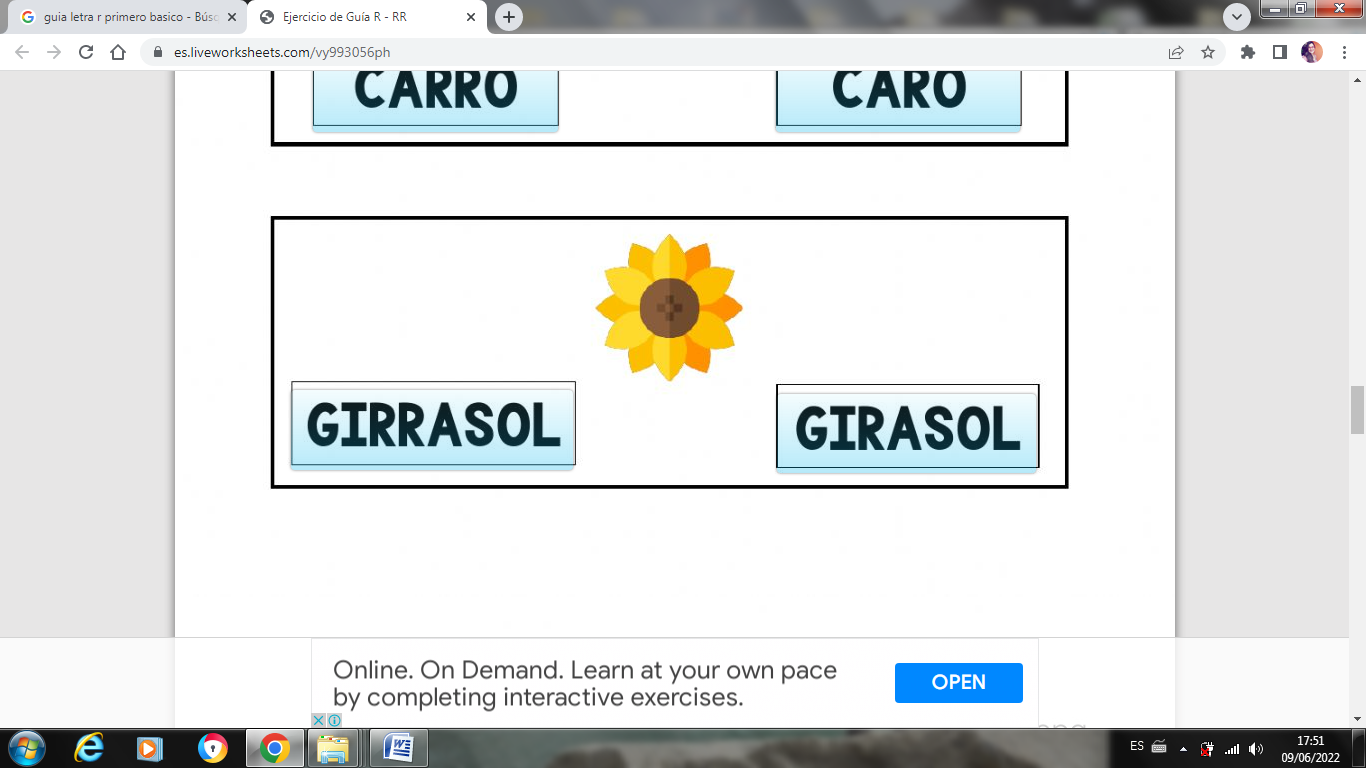 guia letra r primero basico - Bús
Ejercicio de Guía R - RR
es.liveworksheets.com/vy993056ph
CARRO
CARO
GIRRASOL
GIRASOL
Online. On Demand. Learn at your own pace
by completing interactive exercises.
OPEN
ES
17:51
09/06/2022